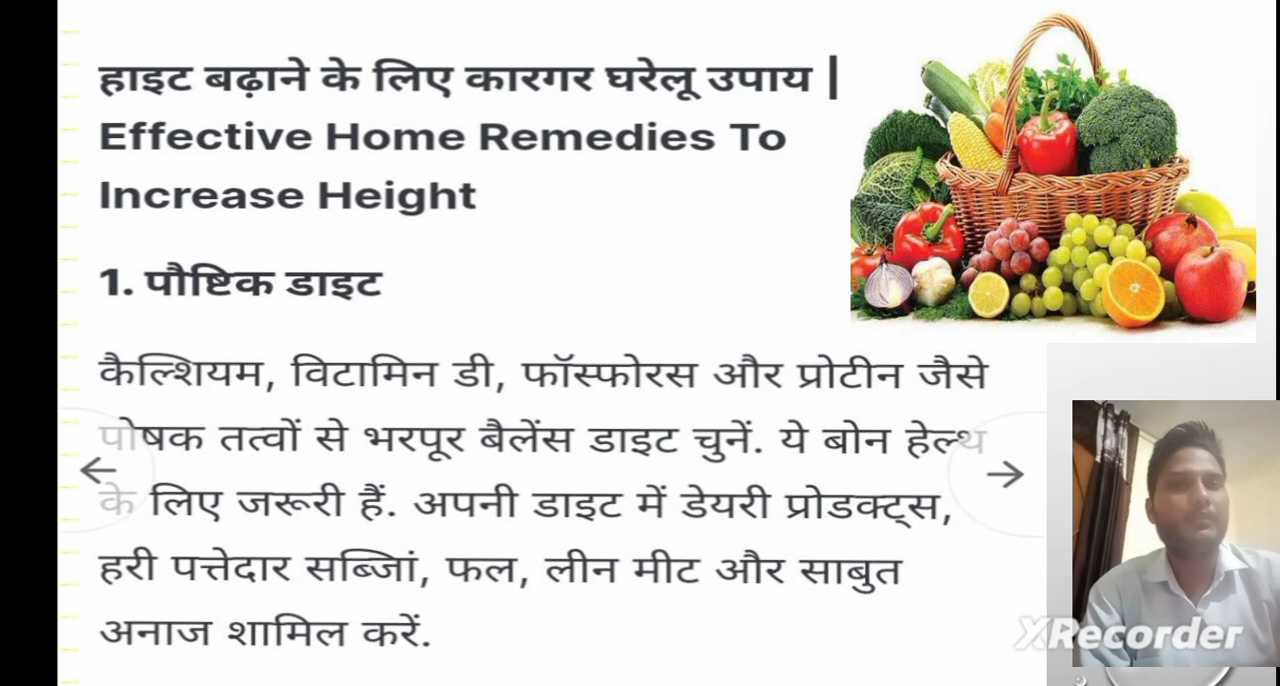 हाइट बढ़ाने के लिए कारगर घरेलू उपाय |
Effective Home Remedies To
Increase Height
1. पौष्टिक डाइट
कैल्शियम, विटामिन डी, फॉस्फोरस और प्रोटीन जैसे
पोषक तत्वों से भरपूर बैलेंस डाइट चुनें. ये बोन हेल्थ
के लिए जरूरी हैं. अपनी डाइट में डेयरी प्रोडक्ट्स,
हरी पत्तेदार सब्जिां, फल, लीन मीट और साबुत
अनाज शामिल करें.
XRecorder